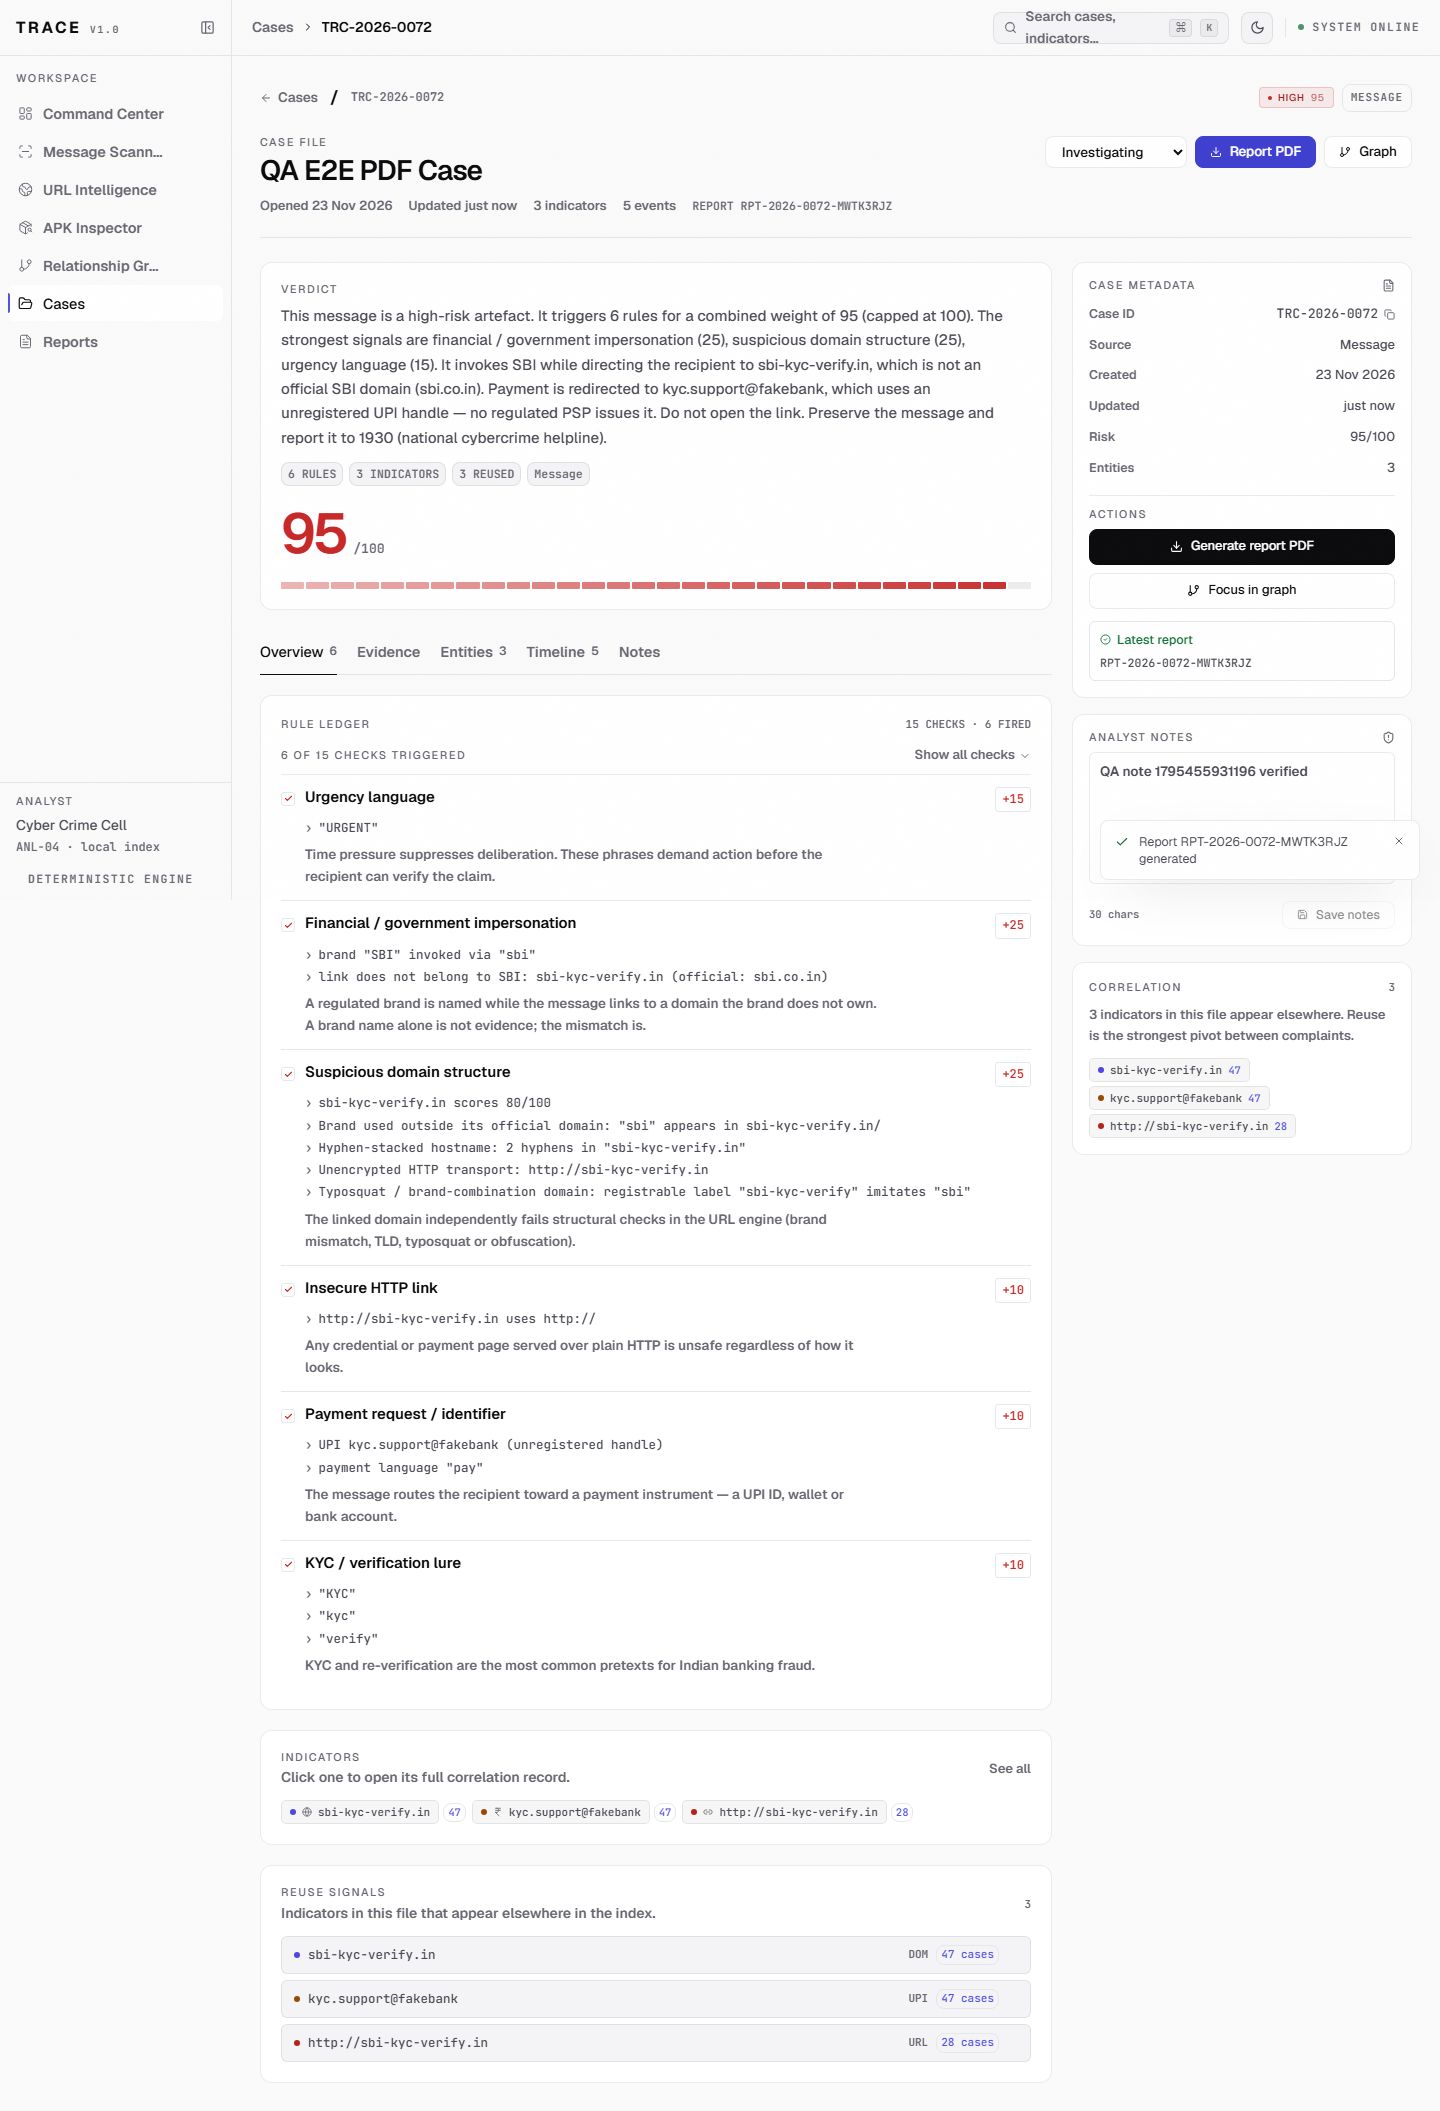 TRACE V1.0
WORKSPACE
Command Center
Message Scann...
URL Intelligence
APK Inspector
Relationship Gr...
Cases
Reports
ANALYST
Cyber Crime Cell
ANL-04 · local index
DETERMINISTIC ENGINE
Cases > TRC-2026-0072
Search cases,
indicators...
⌘ K
SYSTEM ONLINE
← Cases / TRC-2026-0072
HIGH 95
MESSAGE
CASE FILE
QA E2E PDF Case
Investigating
Report PDF
Graph
Opened 23 Nov 2026 Updated just now 3 indicators 5 events REPORT RPT-2026-0072-MWTK3RJZ
VERDICT
This message is a high-risk artefact. It triggers 6 rules for a combined weight of 95 (capped at 100). The
strongest signals are financial / government impersonation (25), suspicious domain structure (25),
urgency language (15). It invokes SBI while directing the recipient to sbi-kyc-verify.in, which is not an
official SBI domain (sbi.co.in). Payment is redirected to kyc.support@fakebank, which uses an
unregistered UPI handle — no regulated PSP issues it. Do not open the link. Preserve the message and
report it to 1930 (national cybercrime helpline).
6 RULES 3 INDICATORS 3 REUSED Message
95 /100
Overview 6 Evidence Entities 3 Timeline 5 Notes
RULE LEDGER
15 CHECKS · 6 FIRED
6 OF 15 CHECKS TRIGGERED
Show all checks
Urgency language +15
› "URGENT"
Time pressure suppresses deliberation. These phrases demand action before the
recipient can verify the claim.
Financial / government impersonation +25
› brand "SBI" invoked via "sbi"
› link does not belong to SBI: sbi-kyc-verify.in (official: sbi.co.in)
A regulated brand is named while the message links to a domain the brand does not own.
A brand name alone is not evidence; the mismatch is.
Suspicious domain structure +25
› sbi-kyc-verify.in scores 80/100
› Brand used outside its official domain: "sbi" appears in sbi-kyc-verify.in/
› Hyphen-stacked hostname: 2 hyphens in "sbi-kyc-verify.in"
› Unencrypted HTTP transport: http://sbi-kyc-verify.in
› Typosquat / brand-combination domain: registrable label "sbi-kyc-verify" imitates "sbi"
The linked domain independently fails structural checks in the URL engine (brand
mismatch, TLD, typosquat or obfuscation).
Insecure HTTP link +10
› http://sbi-kyc-verify.in uses http://
Any credential or payment page served over plain HTTP is unsafe regardless of how it
looks.
Payment request / identifier +10
› UPI kyc.support@fakebank (unregistered handle)
› payment language "pay"
The message routes the recipient toward a payment instrument — a UPI ID, wallet or
bank account.
KYC / verification lure +10
› "KYC"
› "kyc"
› "verify"
KYC and re-verification are the most common pretexts for Indian banking fraud.
INDICATORS
Click one to open its full correlation record.
See all
sbi-kyc-verify.in 47 ₹ kyc.support@fakebank 47 http://sbi-kyc-verify.in 28
REUSE SIGNALS
Indicators in this file that appear elsewhere in the index.
3
sbi-kyc-verify.in DOM 47 cases
kyc.support@fakebank UPI 47 cases
http://sbi-kyc-verify.in URL 28 cases
CASE METADATA
Case ID TRC-2026-0072
Source Message
Created 23 Nov 2026
Updated just now
Risk 95/100
Entities 3
ACTIONS
Generate report PDF
Focus in graph
Latest report
RPT-2026-0072-MWTK3RJZ
ANALYST NOTES
QA note 1795455931196 verified
Report RPT-2026-0072-MWTK3RJZ
generated
30 chars
Save notes
CORRELATION 3
3 indicators in this file appear elsewhere. Reuse
is the strongest pivot between complaints.
sbi-kyc-verify.in 47
kyc.support@fakebank 47
http://sbi-kyc-verify.in 28